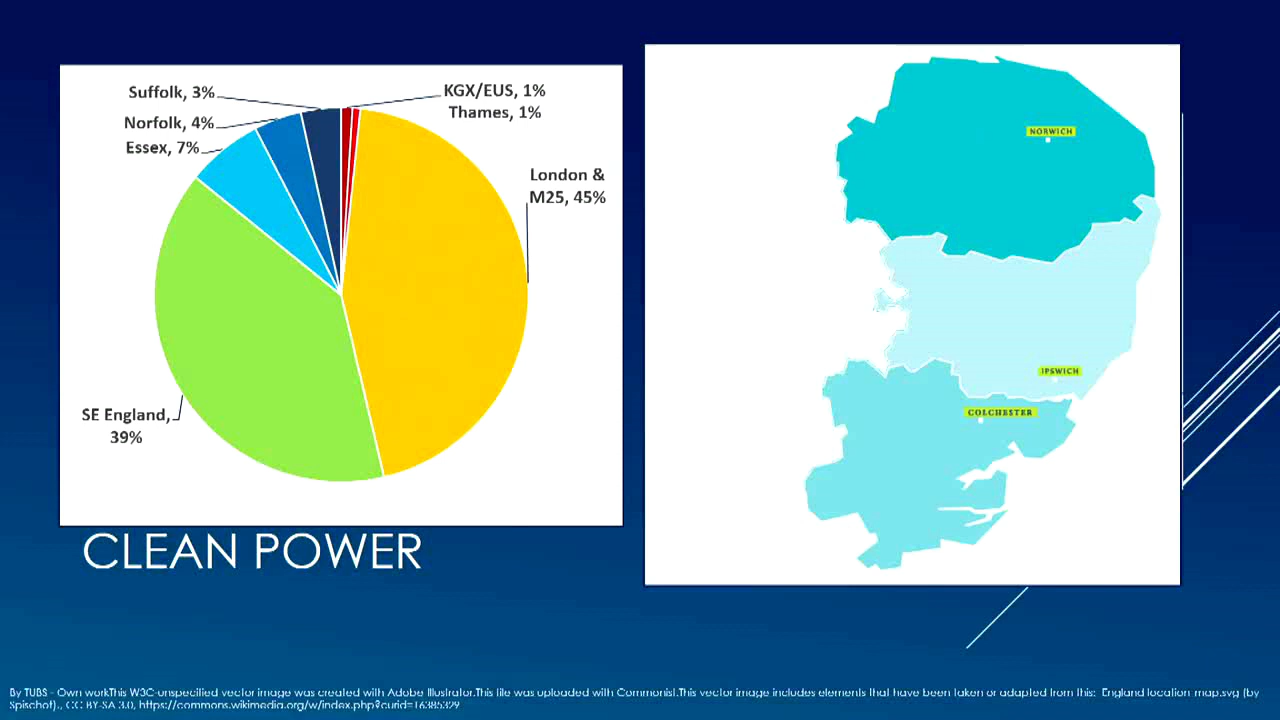 Suffolk, 3%
Norfolk, 4%
Essex, 7%
KGX/EUS, 1%
Thames, 1%
London &
M25, 45%
SE England,
39%
CLEAN POWER
NORWICH
IPSWICH
COLCHESTER
By TUBS - Own workThis W3C-unspecified vector image was created with Adobe Illustrator.This file was uploaded with Commonist.This vector image includes elements that have been taken or adapted from this:  England location map.svg (by
Spischot)., CC BY-SA 3.0, https://commons.wikimedia.org/w/index.php?curid=16385329